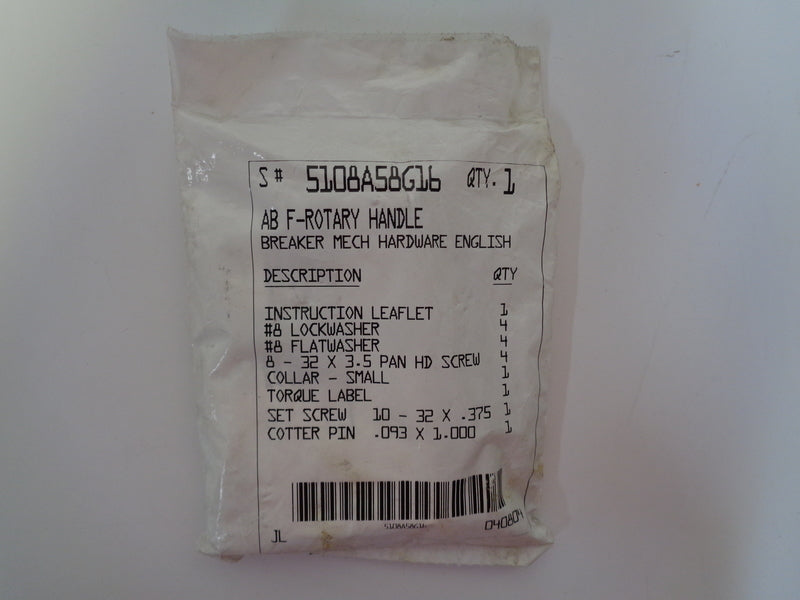 S# 5108A58G16 QTY. 1
AB F-ROTARY HANDLE
BREAKER MECH HARDWARE ENGLISH
DESCRIPTION QTY
INSTRUCTION LEAFLET 1
#8 LOCKWASHER 4
#8 FLATWASHER 4
8 - 32 X 3.5 PAN HD SCREW 4
COLLAR - SMALL 1
TORQUE LABEL 1
SET SCREW 10 - 32 X .375 1
COTTER PIN .093 X 1.000 1
5108A58G16
JL 040804